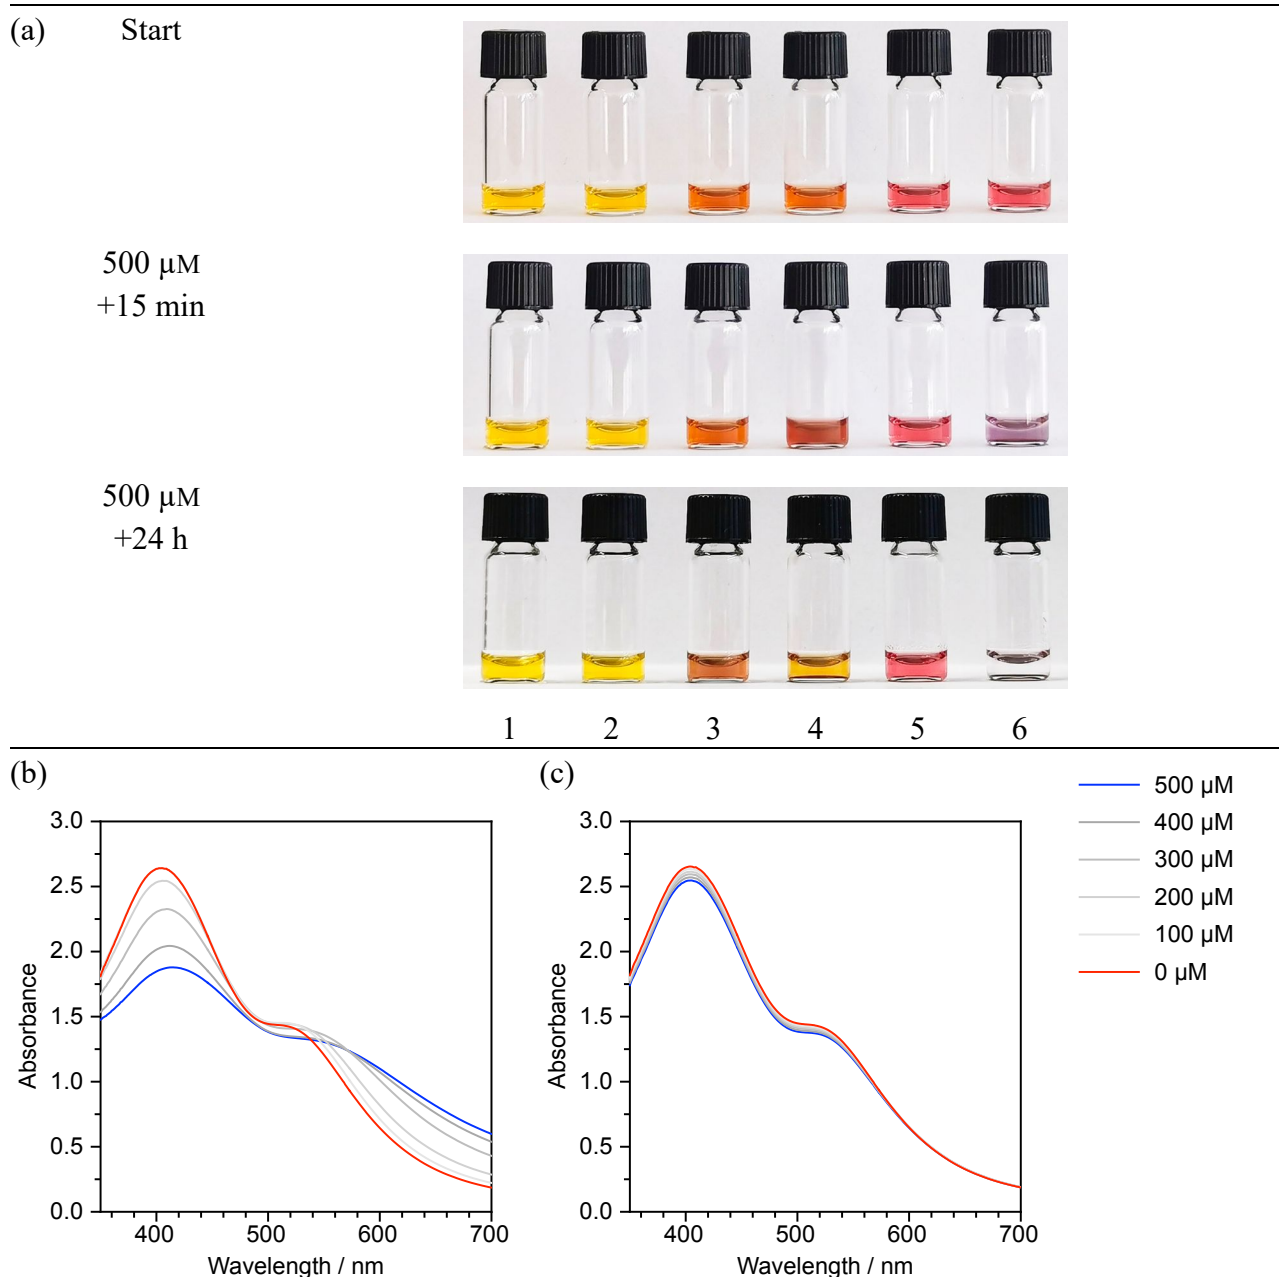 (a) Start
500 µM
+15 min
500 µM
+24 h
1 2 3 4 5 6
(b) (c)
500 µM
400 µM
300 µM
200 µM
100 µM
0 µM
3.0
2.5
2.0
1.5
1.0
0.5
0.0
Absorbance
400 500 600 700
Wavelength / nm
3.0
2.5
2.0
1.5
1.0
0.5
0.0
Absorbance
400 500 600 700
Wavelength / nm